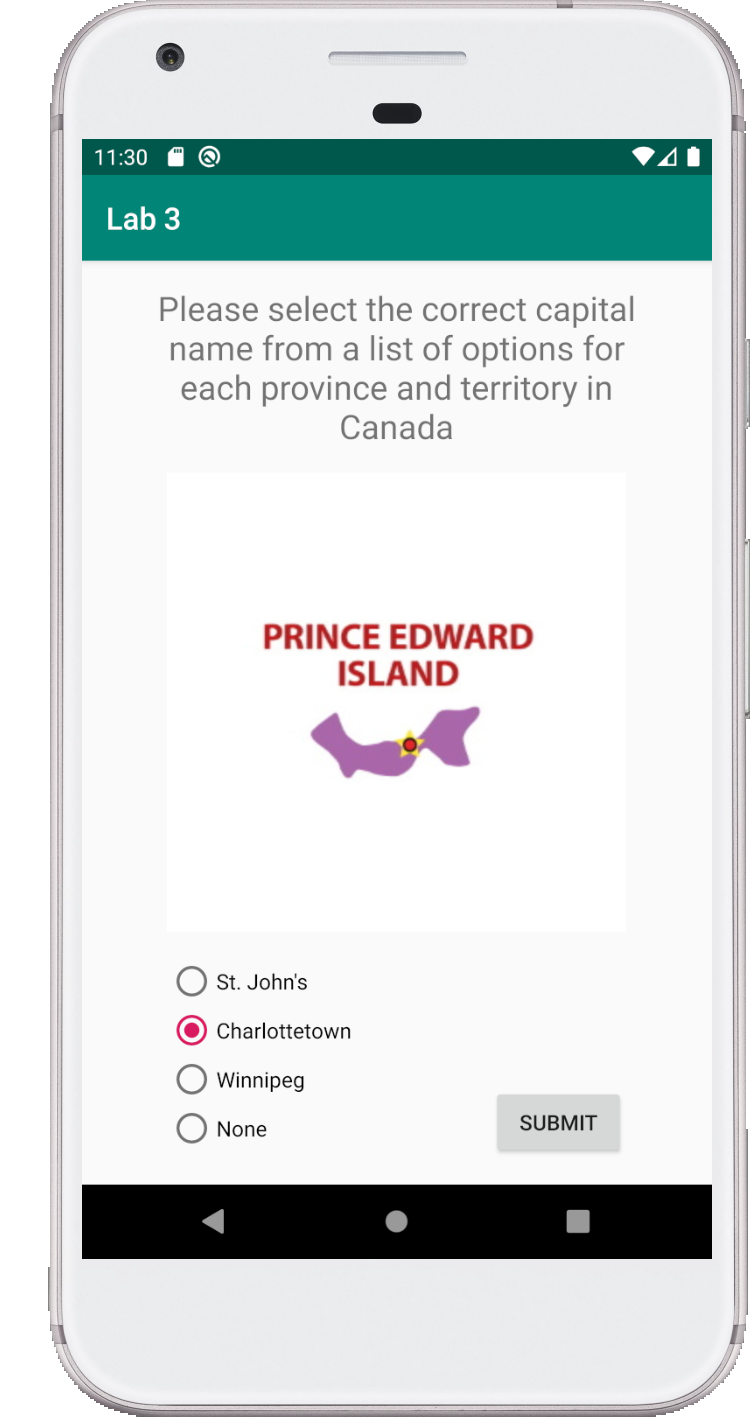 11:30
Lab 3
Please select the correct capital
name from a list of options for
each province and territory in
Canada
PRINCE EDWARD
ISLAND
St. John's
Charlottetown
Winnipeg
None
SUBMIT